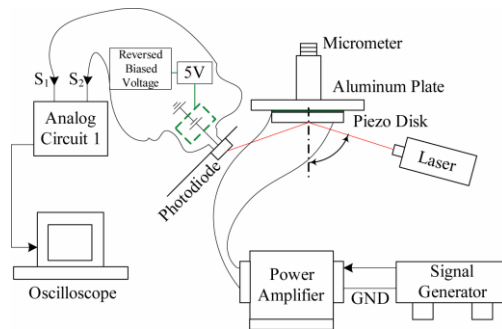 Micrometer
S1
S2
Reversed
Biased
Voltage
5V
Aluminum Plate
Analog
Circuit 1
Piezo Disk
Photodiode
Laser
Oscilloscope
Power
Amplifier
GND
Signal
Generator